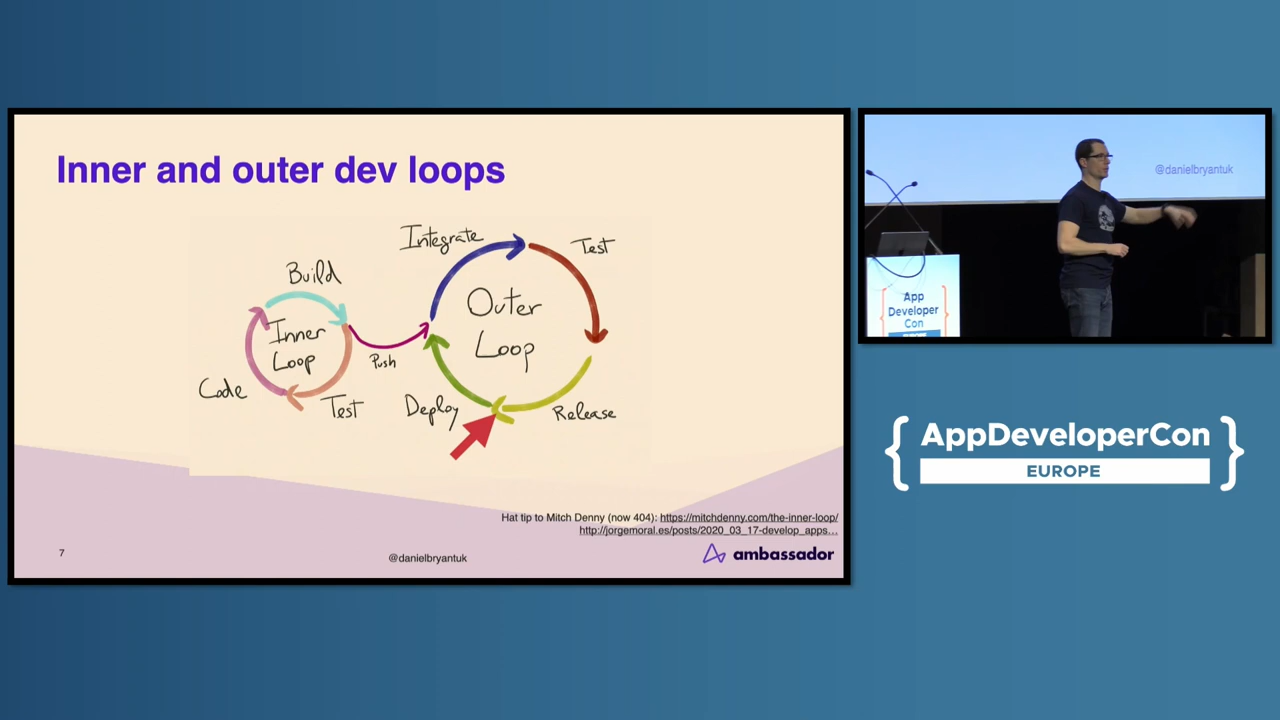 Inner and outer dev loops
Build
Inner
Loop
Code
Test
Push
Integrate
Test
Outer
Loop
Deploy
Release
Hat tip to Mitch Denny (now 404): https://mitchdenny.com/the-inner-loop/
http://jorgemoral.es/posts/2020_03_17-develop_apps…
7
@danielbryantuk
ambassador
@danielbryantuk
App
Developer
Con
{ AppDeveloperCon }
EUROPE